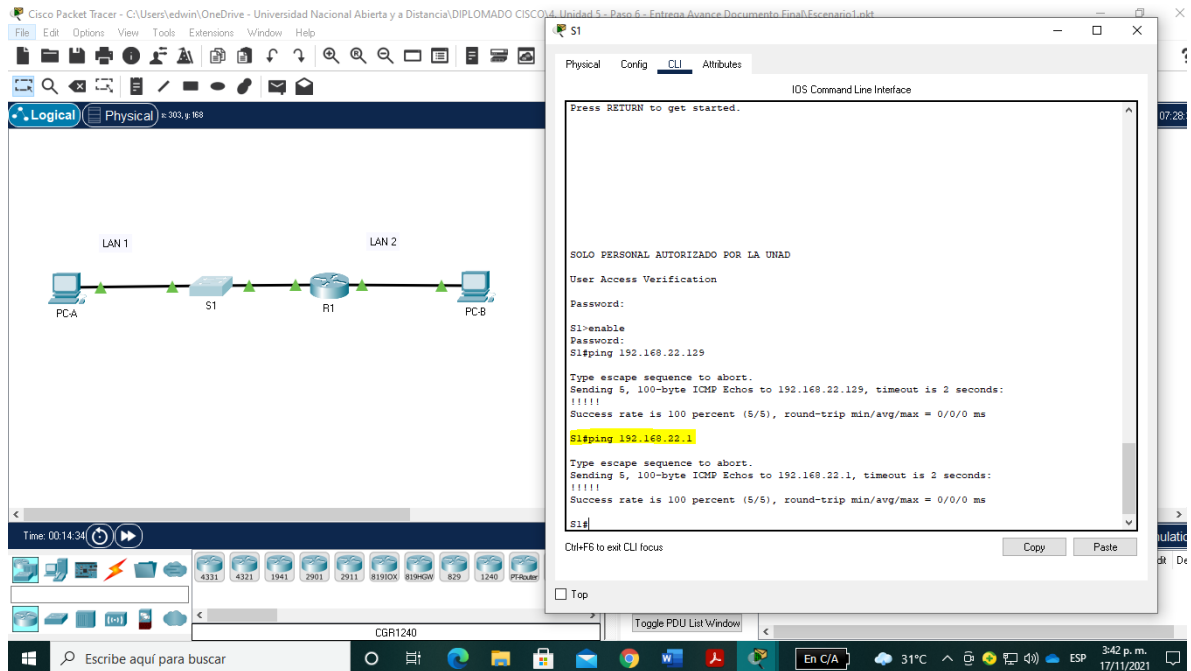 Cisco Packet Tracer - C:\Users\edwin\OneDrive - Universidad Nacional Abierta y a Distancia\DIPLOMADO CISCO\4. Unidad 5 - Paso 6 - Entrega Avance Documento Final\Escenario1.pkt
File Edit Options View Tools Extensions Window Help
Logical Physical x: 303, y: 168
07:28:
LAN 1
LAN 2
PC-A
S1
R1
PC-B
S1
Physical Config CLI Attributes
IOS Command Line Interface
Press RETURN to get started.
SOLO PERSONAL AUTORIZADO POR LA UNAD
User Access Verification
Password:
S1>enable
Password:
S1#ping 192.168.22.129
Type escape sequence to abort.
Sending 5, 100-byte ICMP Echos to 192.168.22.129, timeout is 2 seconds:
!!!!!
Success rate is 100 percent (5/5), round-trip min/avg/max = 0/0/0 ms
S1#ping 192.168.22.1
Type escape sequence to abort.
Sending 5, 100-byte ICMP Echos to 192.168.22.1, timeout is 2 seconds:
!!!!!
Success rate is 100 percent (5/5), round-trip min/avg/max = 0/0/0 ms
S1#
Ctrl+F6 to exit CLI focus
Copy Paste
Top
Time: 00:14:34
4331 4321 1941 2901 2911 819IOX 819HGW 829 1240 PT-Router
CGR1240
Toggle PDU List Window
Escribe aquí para buscar
En C/A
31°C
ESP
3:42 p. m.
17/11/2021